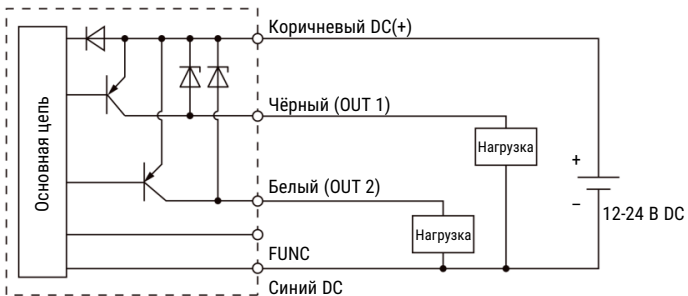 Коричневый DC(+)
Основная цепь
Чёрный (OUT 1)
Нагрузка
+
Белый (OUT 2)
–
12-24 В DC
Нагрузка
FUNC
Синий DC